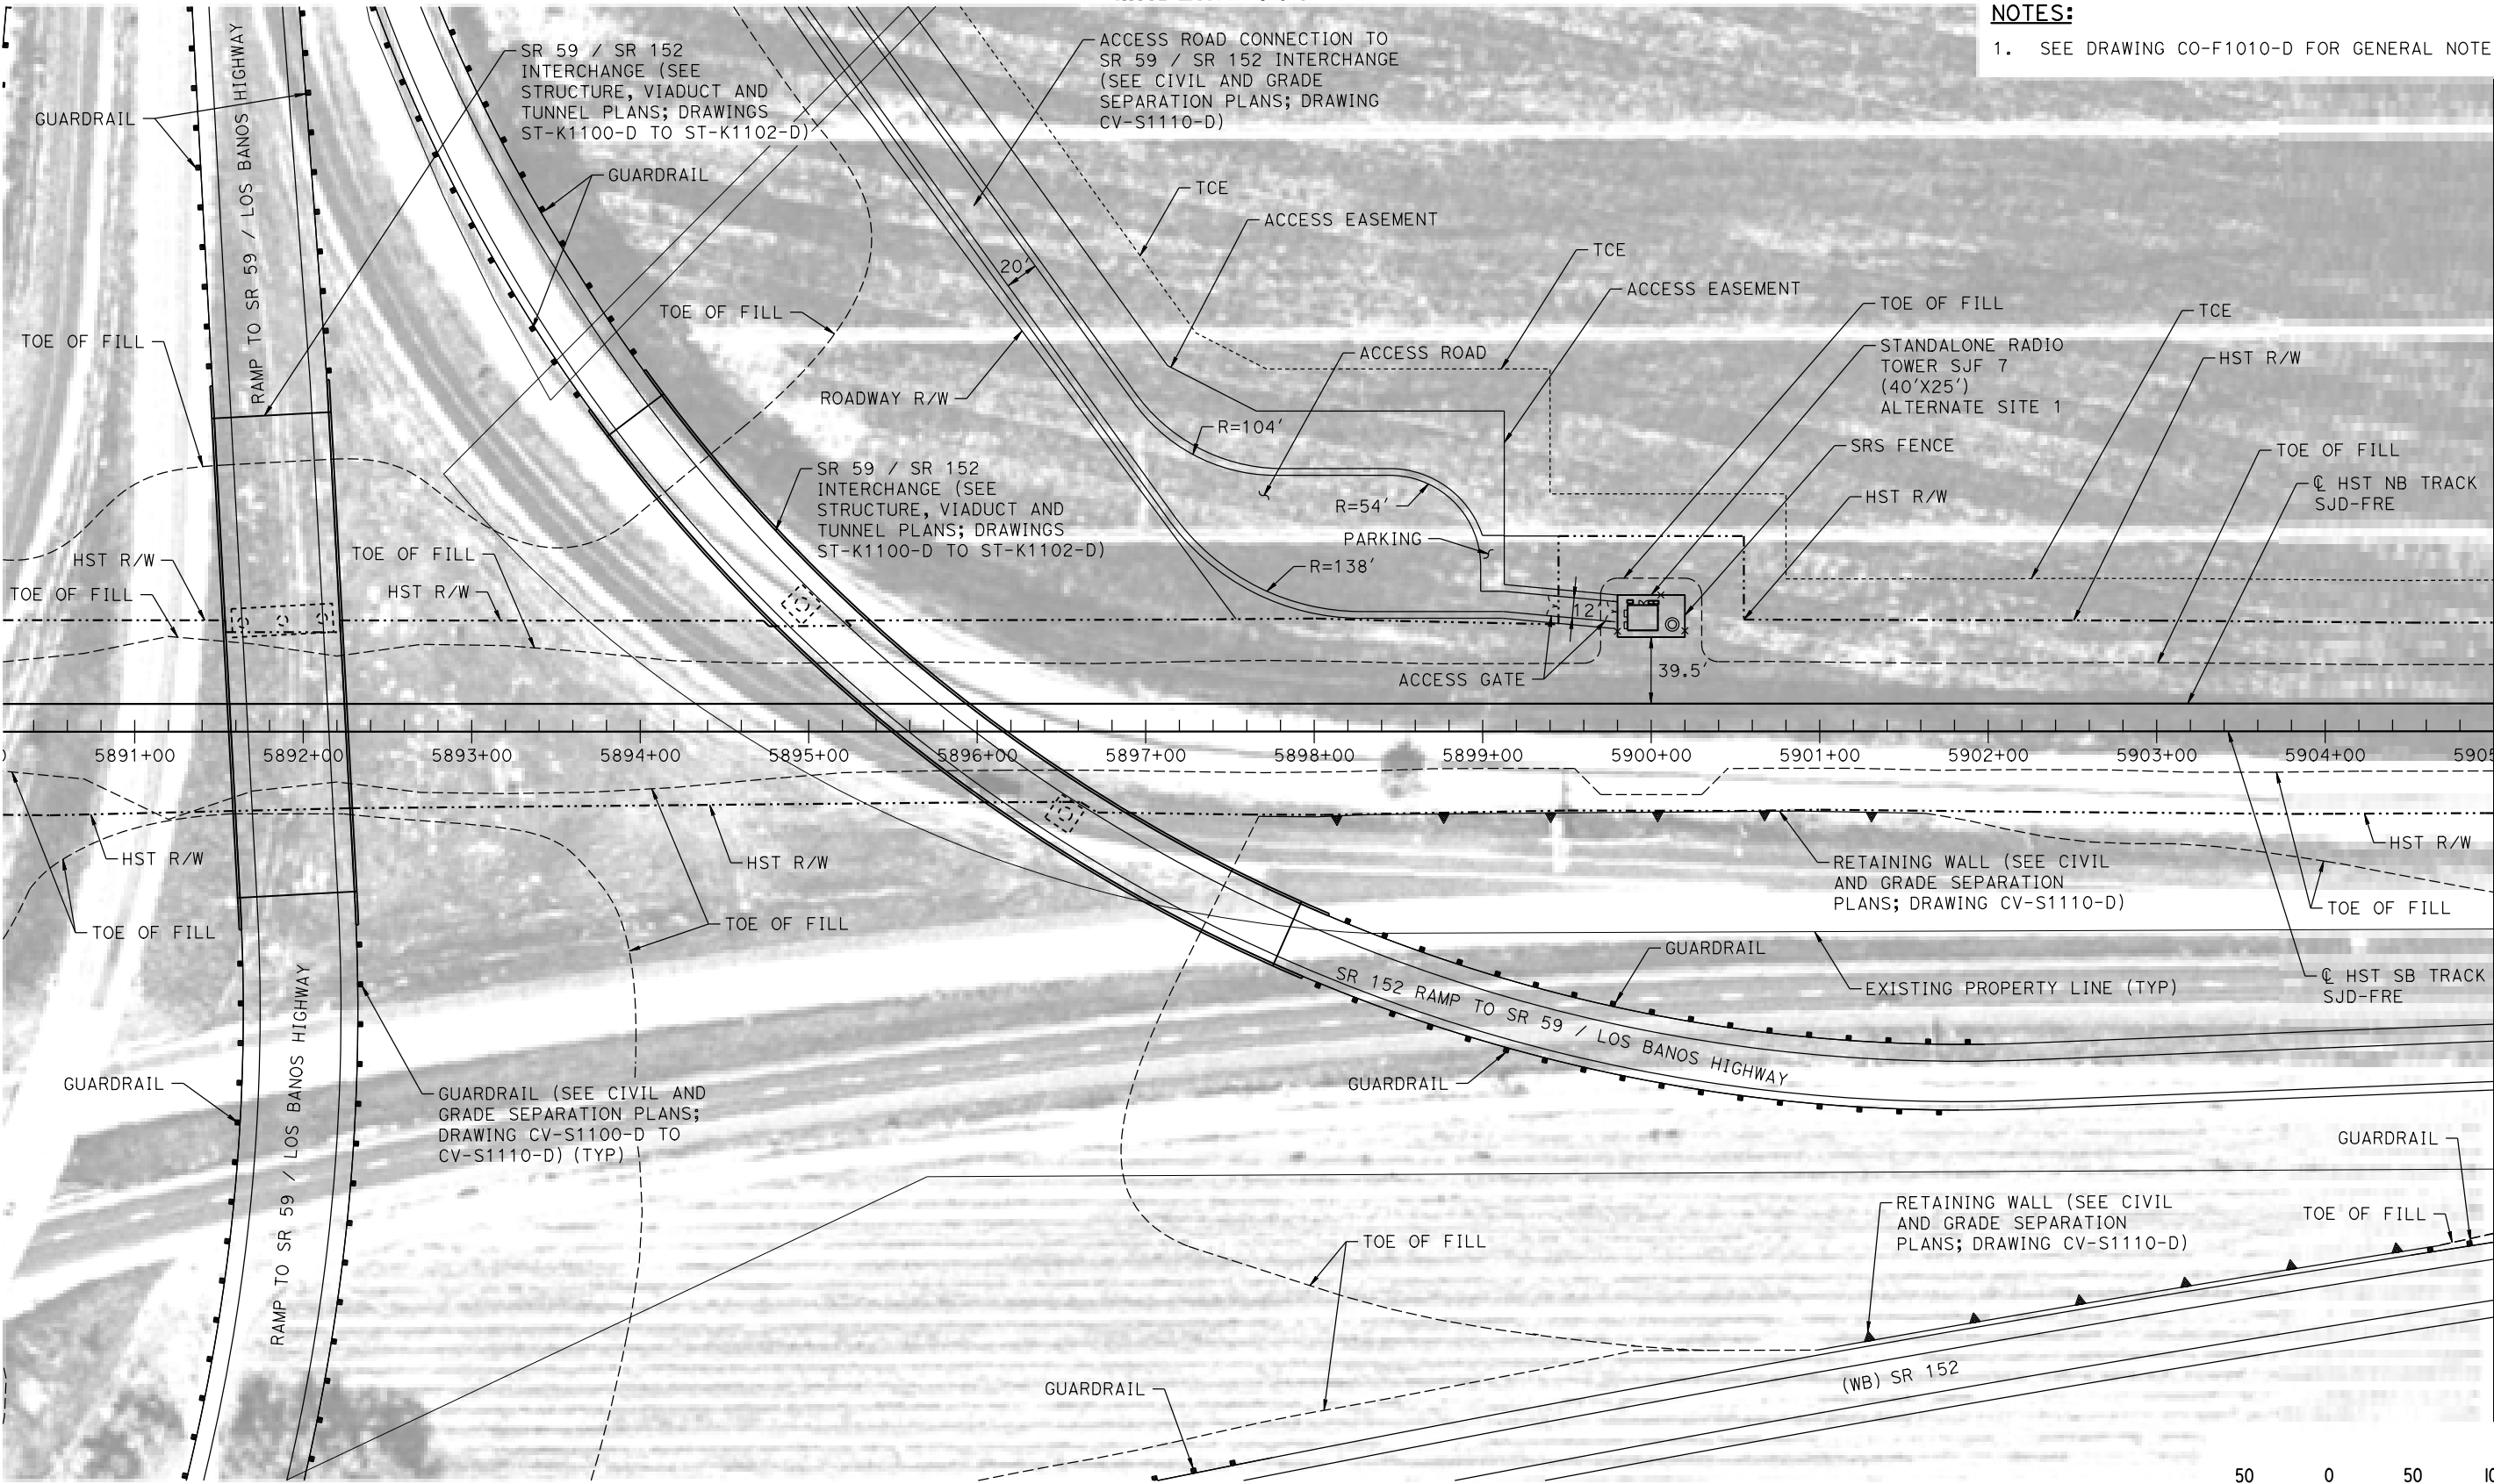 NOTES:
1. SEE DRAWING CO-F1010-D FOR GENERAL NOTE
SR 59 / SR 152
INTERCHANGE (SEE
STRUCTURE, VIADUCT AND
TUNNEL PLANS; DRAWINGS
ST-K1100-D TO ST-K1102-D)
ACCESS ROAD CONNECTION TO
SR 59 / SR 152 INTERCHANGE
(SEE CIVIL AND GRADE
SEPARATION PLANS; DRAWING
CV-S1110-D)
GUARDRAIL
RAMP TO SR 59 / LOS BANOS HIGHWAY
GUARDRAIL
TCE
ACCESS EASEMENT
TCE
20'
ACCESS EASEMENT
TOE OF FILL
TOE OF FILL
TCE
TOE OF FILL
STANDALONE RADIO
TOWER SJF 7
(40'X25')
ALTERNATE SITE 1
ACCESS ROAD
HST R/W
ROADWAY R/W
R=104'
SRS FENCE
TOE OF FILL
SR 59 / SR 152
INTERCHANGE (SEE
STRUCTURE, VIADUCT AND
TUNNEL PLANS; DRAWINGS
ST-K1100-D TO ST-K1102-D)
℄ HST NB TRACK
SJD-FRE
HST R/W
R=54'
PARKING
HST R/W
TOE OF FILL
R=138'
TOE OF FILL
HST R/W
12'
ACCESS GATE
39.5'
5891+00
5892+00
5893+00
5894+00
5895+00
5896+00
5897+00
5898+00
5899+00
5900+00
5901+00
5902+00
5903+00
5904+00
5905
HST R/W
HST R/W
HST R/W
RETAINING WALL (SEE CIVIL
AND GRADE SEPARATION
PLANS; DRAWING CV-S1110-D)
TOE OF FILL
TOE OF FILL
TOE OF FILL
GUARDRAIL
EXISTING PROPERTY LINE (TYP)
℄ HST SB TRACK
SJD-FRE
SR 152 RAMP TO SR 59 / LOS BANOS HIGHWAY
RAMP TO SR 59 / LOS BANOS HIGHWAY
GUARDRAIL
GUARDRAIL (SEE CIVIL AND
GRADE SEPARATION PLANS;
DRAWING CV-S1100-D TO
CV-S1110-D) (TYP)
GUARDRAIL
GUARDRAIL
RETAINING WALL (SEE CIVIL
AND GRADE SEPARATION
PLANS; DRAWING CV-S1110-D)
TOE OF FILL
TOE OF FILL
(WB) SR 152
GUARDRAIL
50 0 50